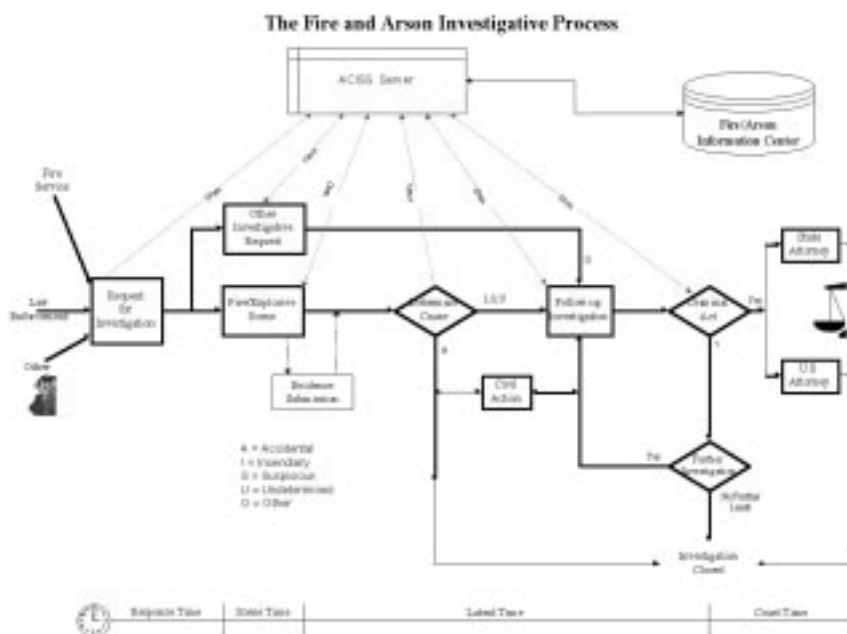 The Fire and Arson Investigative Process
ACISS Server
Fire/Arson
Information Center
Fire
Service
Other
Investigative
Request
State
Attorney
Law
Enforcement
Request
for
Investigation
Fire/Explosive
Scene
Cause
I,S,U
Follow up
Investigation
Criminal
Act
Yes
O
Other
A
Evidence
Submission
Civil
Action
U.S.
Attorney
A = Accidental
I = Incendiary
S = Suspicious
U = Undetermined
O = Other
Yes
Further
Investigation
No Further
Leads
Investigation
Closed
Response Time
Scene Time
Latent Time
Court Time